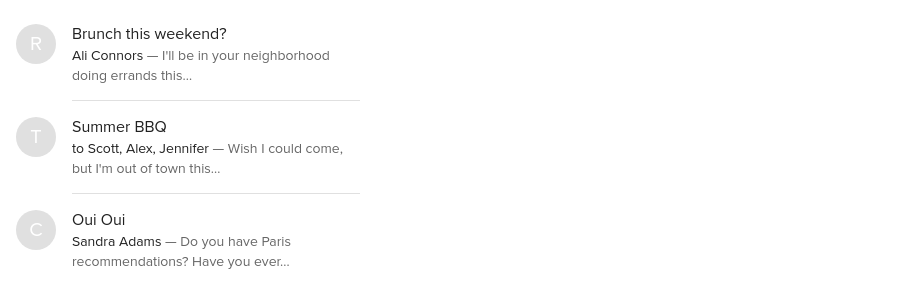 R
Brunch this weekend?
Ali Connors — I'll be in your neighborhood
doing errands this…
T
Summer BBQ
to Scott, Alex, Jennifer — Wish I could come,
but I'm out of town this…
C
Oui Oui
Sandra Adams — Do you have Paris
recommendations? Have you ever…